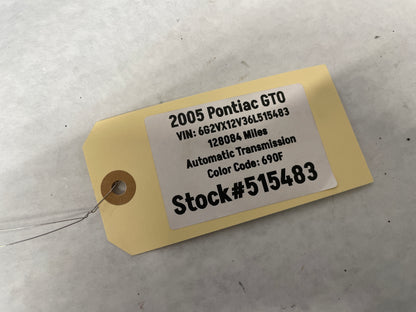 2005 Pontiac GTO
VIN: 6G2VX12V36L515483
128084 Miles
Automatic Transmission
Color Code: 690F
Stock#515483